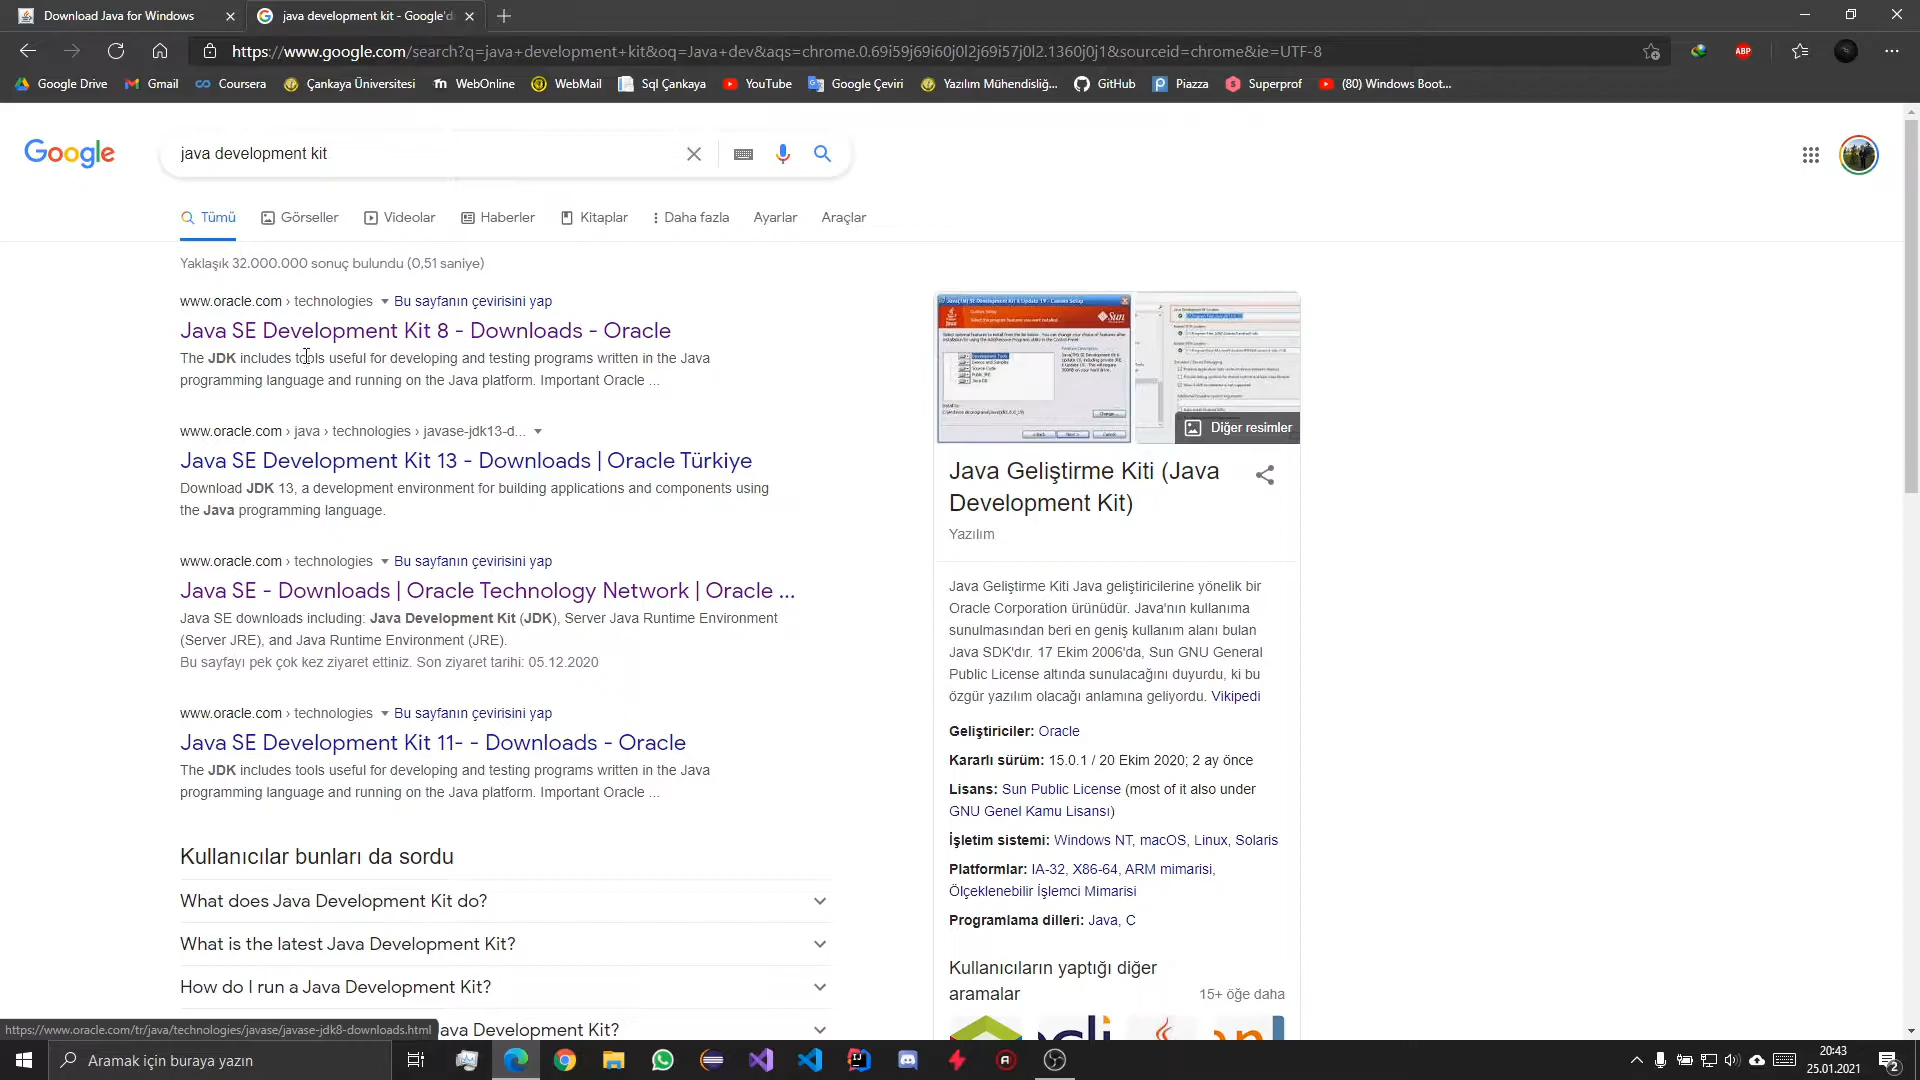 Download Java for Windows
java development kit - Google'd
https://www.google.com/search?q=java+development+kit&oq=Java+dev&aqs=chrome.0.69i59j69i60j0l2j69i57j0l2.1360j0j1&sourceid=chrome&ie=UTF-8
ABP
Google Drive
Gmail
Coursera
Çankaya Üniversitesi
WebOnline
WebMail
Sql Çankaya
YouTube
Google Çeviri
Yazılım Mühendisliğ...
GitHub
Piazza
Superprof
(80) Windows Boot...
Google
java development kit
Tümü
Görseller
Videolar
Haberler
Kitaplar
Daha fazla
Ayarlar
Araçlar
Yaklaşık 32.000.000 sonuç bulundu (0,51 saniye)
www.oracle.com › technologies Bu sayfanın çevirisini yap
Java SE Development Kit 8 - Downloads - Oracle
The JDK includes tools useful for developing and testing programs written in the Java
programming language and running on the Java platform. Important Oracle ...
www.oracle.com › java › technologies › javase-jdk13-d...
Java SE Development Kit 13 - Downloads | Oracle Türkiye
Download JDK 13, a development environment for building applications and components using
the Java programming language.
www.oracle.com › technologies Bu sayfanın çevirisini yap
Java SE - Downloads | Oracle Technology Network | Oracle ...
Java SE downloads including: Java Development Kit (JDK), Server Java Runtime Environment
(Server JRE), and Java Runtime Environment (JRE).
Bu sayfayı pek çok kez ziyaret ettiniz. Son ziyaret tarihi: 05.12.2020
www.oracle.com › technologies Bu sayfanın çevirisini yap
Java SE Development Kit 11- - Downloads - Oracle
The JDK includes tools useful for developing and testing programs written in the Java
programming language and running on the Java platform. Important Oracle ...
Kullanıcılar bunları da sordu
What does Java Development Kit do?
What is the latest Java Development Kit?
How do I run a Java Development Kit?
ava Development Kit?
https://www.oracle.com/tr/java/technologies/javase/javase-jdk8-downloads.html
Sun
Diğer resimler
Java Geliştirme Kiti (Java
Development Kit)
Yazılım
Java Geliştirme Kiti Java geliştiricilerine yönelik bir
Oracle Corporation ürünüdür. Java'nın kullanıma
sunulmasından beri en geniş kullanım alanı bulan
Java SDK'dır. 17 Ekim 2006'da, Sun GNU General
Public License altında sunulacağını duyurdu, ki bu
özgür yazılım olacağı anlamına geliyordu. Vikipedi
Geliştiriciler: Oracle
Kararlı sürüm: 15.0.1 / 20 Ekim 2020; 2 ay önce
Lisans: Sun Public License (most of it also under
GNU Genel Kamu Lisansı)
İşletim sistemi: Windows NT, macOS, Linux, Solaris
Platformlar: IA-32, X86-64, ARM mimarisi,
Ölçeklenebilir İşlemci Mimarisi
Programlama dilleri: Java, C
Kullanıcıların yaptığı diğer
aramalar
15+ öğe daha
Aramak için buraya yazın
20:43
25.01.2021
2